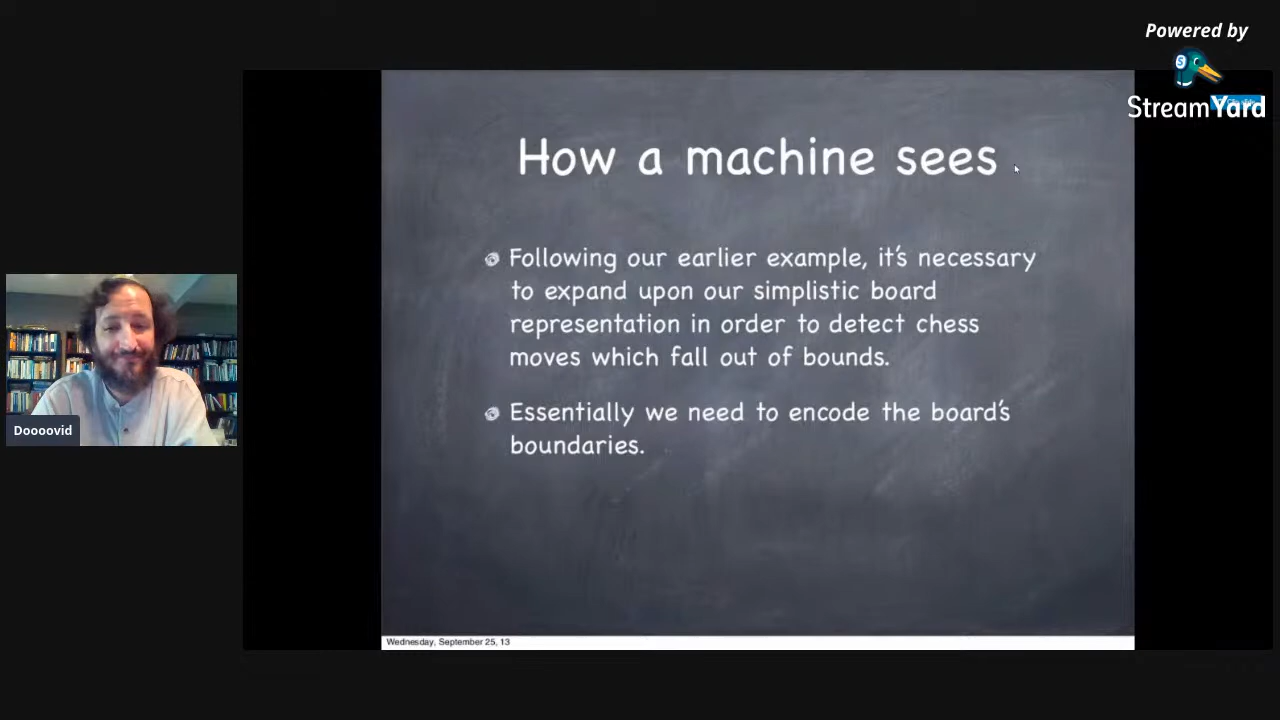 Powered by
StreamYard
How a machine sees
Following our earlier example, it's necessary
to expand upon our simplistic board
representation in order to detect chess
moves which fall out of bounds.
Essentially we need to encode the board's
boundaries.
Doooovid
Wednesday, September 25, 13